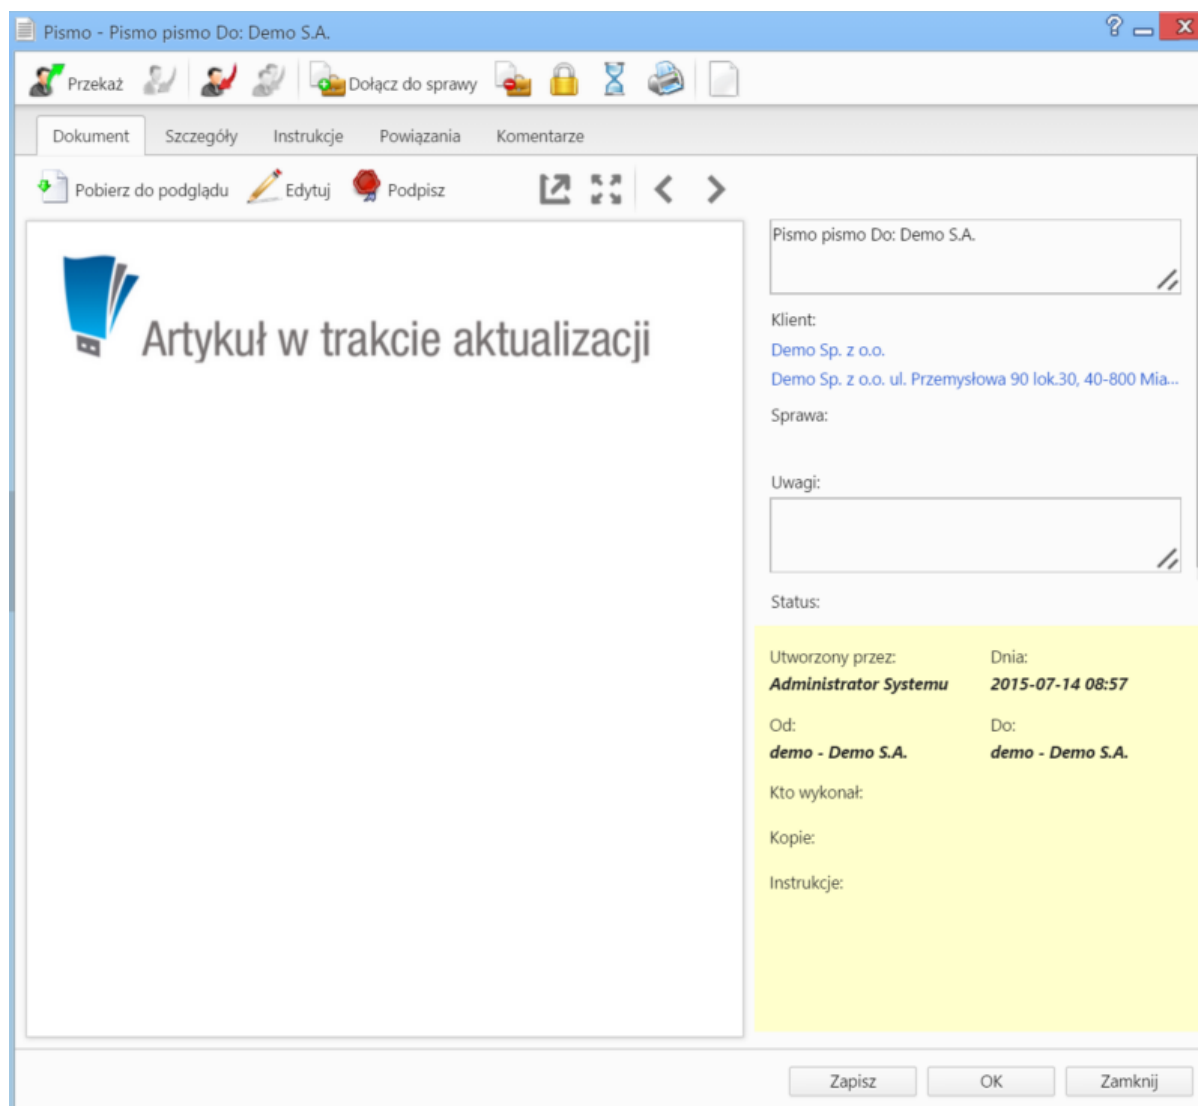 Pismo - Pismo pismo Do: Demo S.A.
Przekaż
Dołącz do sprawy
Dokument Szczegóły Instrukcje Powiązania Komentarze
Pobierz do podglądu Edytuj Podpisz
Artykuł w trakcie aktualizacji
Pismo pismo Do: Demo S.A.
Klient:
Demo Sp. z o.o.
Demo Sp. z o.o. ul. Przemysłowa 90 lok.30, 40-800 Mia...
Sprawa:
Uwagi:
Status:
Utworzony przez: Dnia:
Administrator Systemu 2015-07-14 08:57
Od: Do:
demo - Demo S.A. demo - Demo S.A.
Kto wykonał:
Kopie:
Instrukcje:
Zapisz OK Zamknij